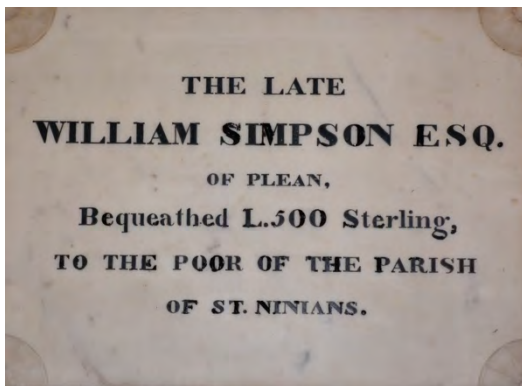 THE LATE
WILLIAM SIMPSON ESQ.
OF PLEAN,
Bequeathed L.500 Sterling,
TO THE POOR OF THE PARISH
OF ST. NINIANS.